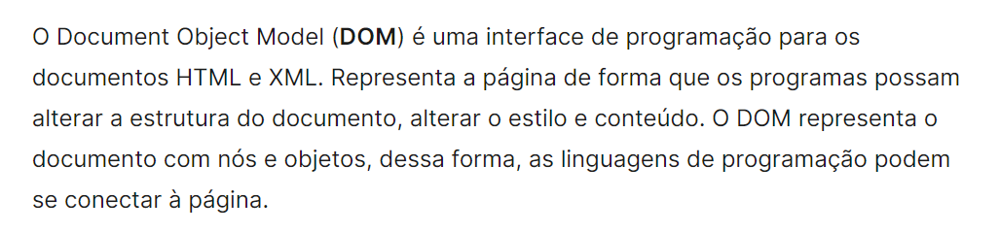 O Document Object Model (DOM) é uma interface de programação para os
documentos HTML e XML. Representa a página de forma que os programas possam
alterar a estrutura do documento, alterar o estilo e conteúdo. O DOM representa o
documento com nós e objetos, dessa forma, as linguagens de programação podem
se conectar à página.